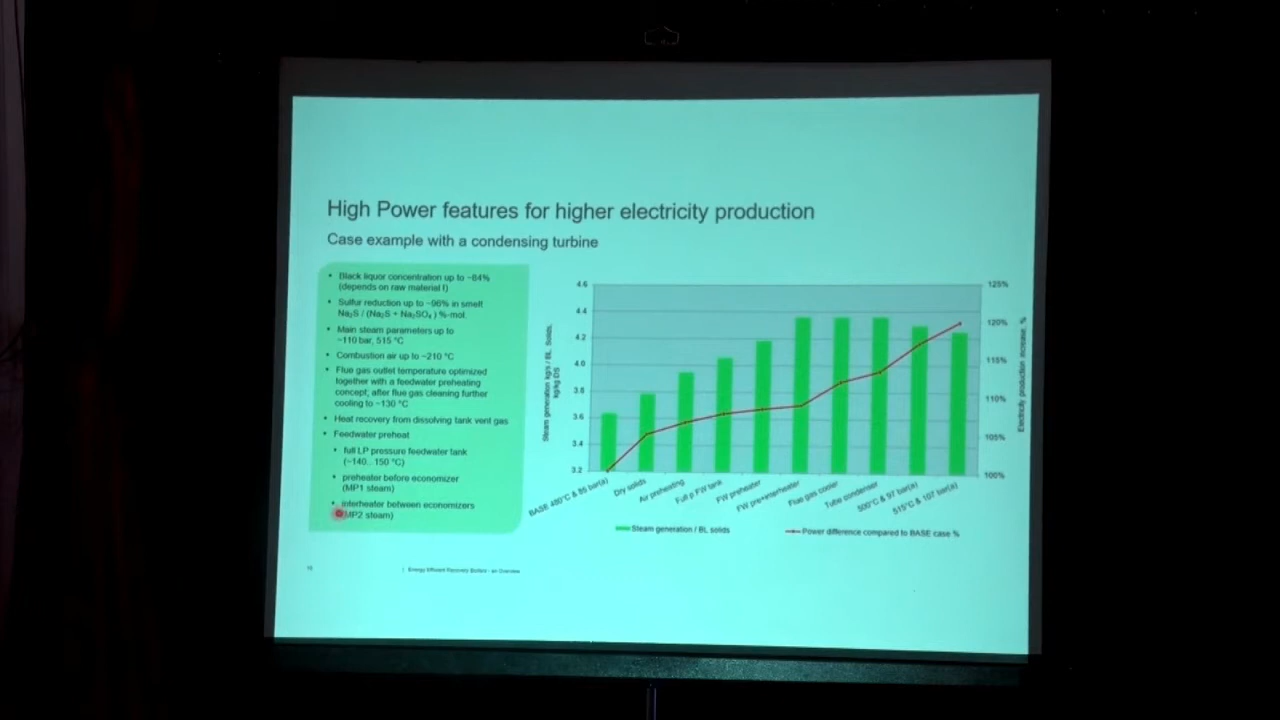 High Power features for higher electricity production
Case example with a condensing turbine
• Black liquor concentration up to ~84%
(depends on raw material !)
• Sulfur reduction up to ~96% in smelt
Na₂S / (Na₂S + Na₂SO₄ ) %-mol.
• Main steam parameters up to
~110 bar, 515 °C
• Combustion air up to ~210 °C
• Flue gas outlet temperature optimized
together with a feedwater preheating
concept; after flue gas cleaning further
cooling to ~130 °C
• Heat recovery from dissolving tank vent gas
• Feedwater preheat
• full LP pressure feedwater tank
(~140…150 °C)
• preheater before economizer
(MP1 steam)
• interheater between economizers
(MP2 steam)
Steam generation kg/s / BL Solids,
kg/kg DS
4.6
4.4
4.2
4.0
3.8
3.6
3.4
3.2
125%
120%
115%
110%
105%
100%
Electricity production increase, %
BASE 480°C & 85 bar(a)
Dry solids
Air preheating
Full p FW tank
FW preheater
FW pre+interheater
Flue gas cooler
Tube condenser
500°C & 97 bar(a)
515°C & 107 bar(a)
Steam generation / BL solids
Power difference compared to BASE case %
| Energy Efficient Recovery Boilers - an Overview